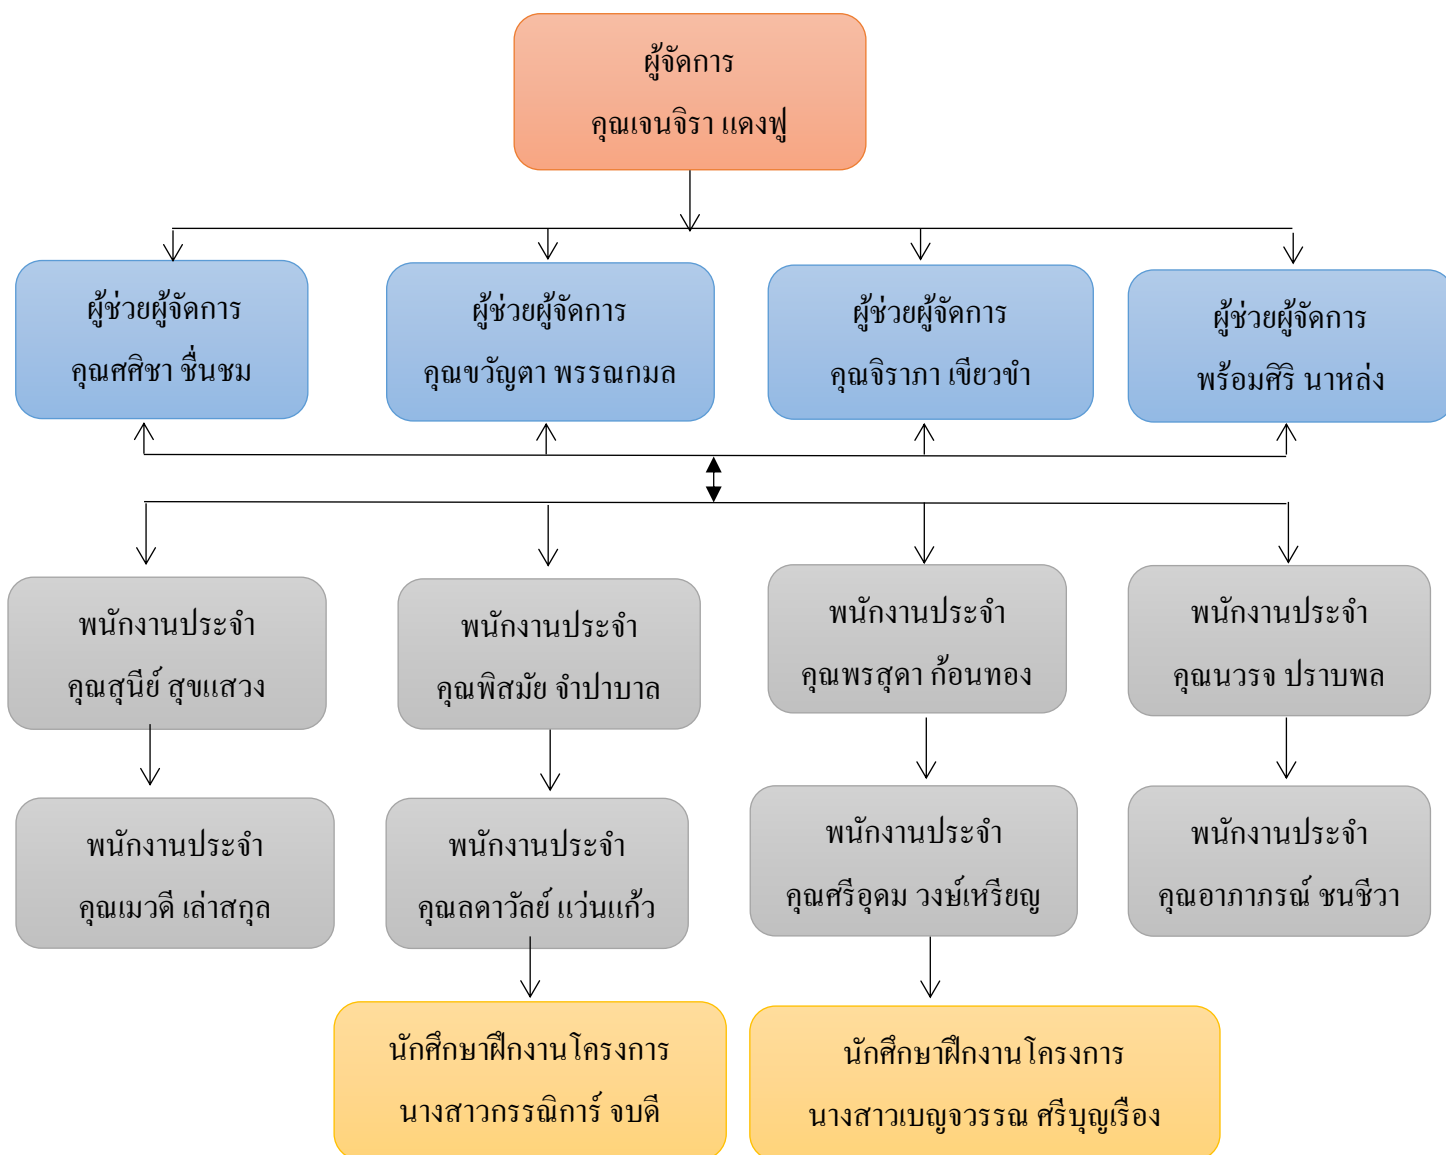 ผู้จัดการ
คุณเจนจิรา แดงฟู
ผู้ช่วยผู้จัดการ
คุณศศิชา ชื่นชม
ผู้ช่วยผู้จัดการ
คุณขวัญตา พรรณกมล
ผู้ช่วยผู้จัดการ
คุณจิราภา เขียวขำ
ผู้ช่วยผู้จัดการ
พร้อมศิริ นาหล่ง
พนักงานประจำ
คุณสุนีย์ สุขแสวง
พนักงานประจำ
คุณพิสมัย จำปาบาล
พนักงานประจำ
คุณพรสุดา ก้อนทอง
พนักงานประจำ
คุณนวรจ ปราบพล
พนักงานประจำ
คุณเมวดี เล่าสกุล
พนักงานประจำ
คุณลดาวัลย์ แว่นแก้ว
พนักงานประจำ
คุณศรีอุดม วงษ์เหรียญ
พนักงานประจำ
คุณอาภาภรณ์ ชนชีวา
นักศึกษาฝึกงานโครงการ
นางสาวกรรณิการ์ จบดี
นักศึกษาฝึกงานโครงการ
นางสาวเบญจวรรณ ศรีบุญเรือง